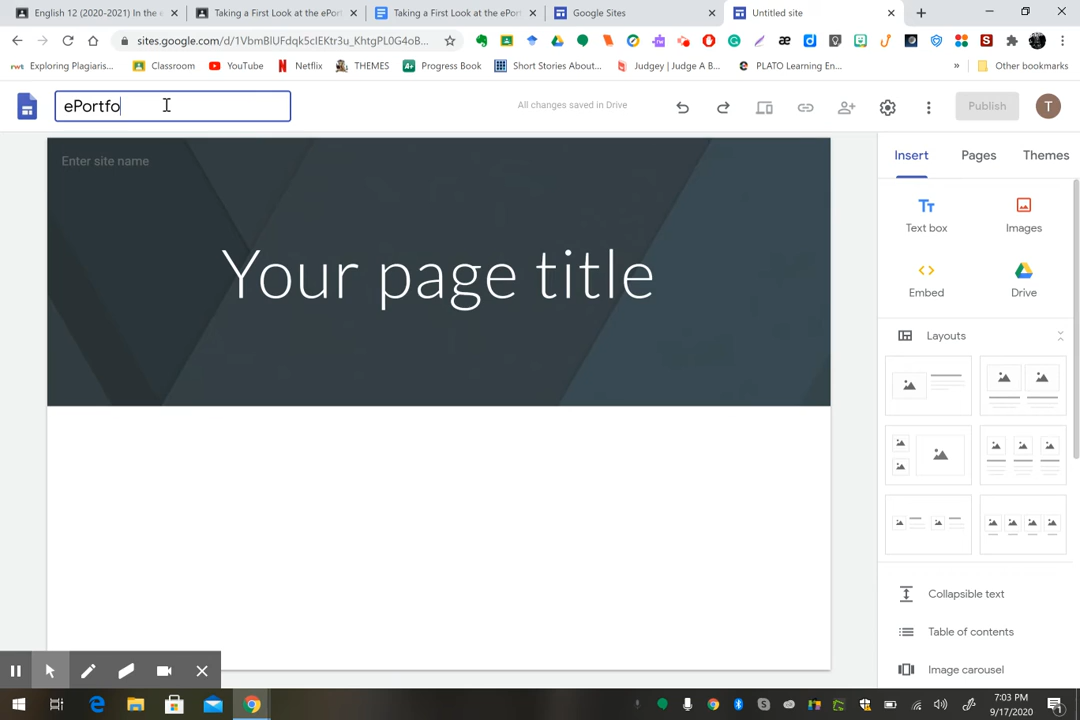 English 12 (2020-2021) In the e
Taking a First Look at the ePort
Taking a First Look at the ePort
Google Sites
Untitled site
sites.google.com/d/1VbmBlUFdqk5cIEKtr3u_KhtgPL0G4oB...
Exploring Plagiaris...
Classroom
YouTube
Netflix
THEMES
Progress Book
Short Stories About...
Judgey | Judge A B...
PLATO Learning En...
»
Other bookmarks
ePortfo
All changes saved in Drive
Publish
T
Enter site name
Your page title
Insert
Pages
Themes
Tt
Text box
Images
Embed
Drive
Layouts
Collapsible text
Table of contents
Image carousel
7:03 PM
9/17/2020